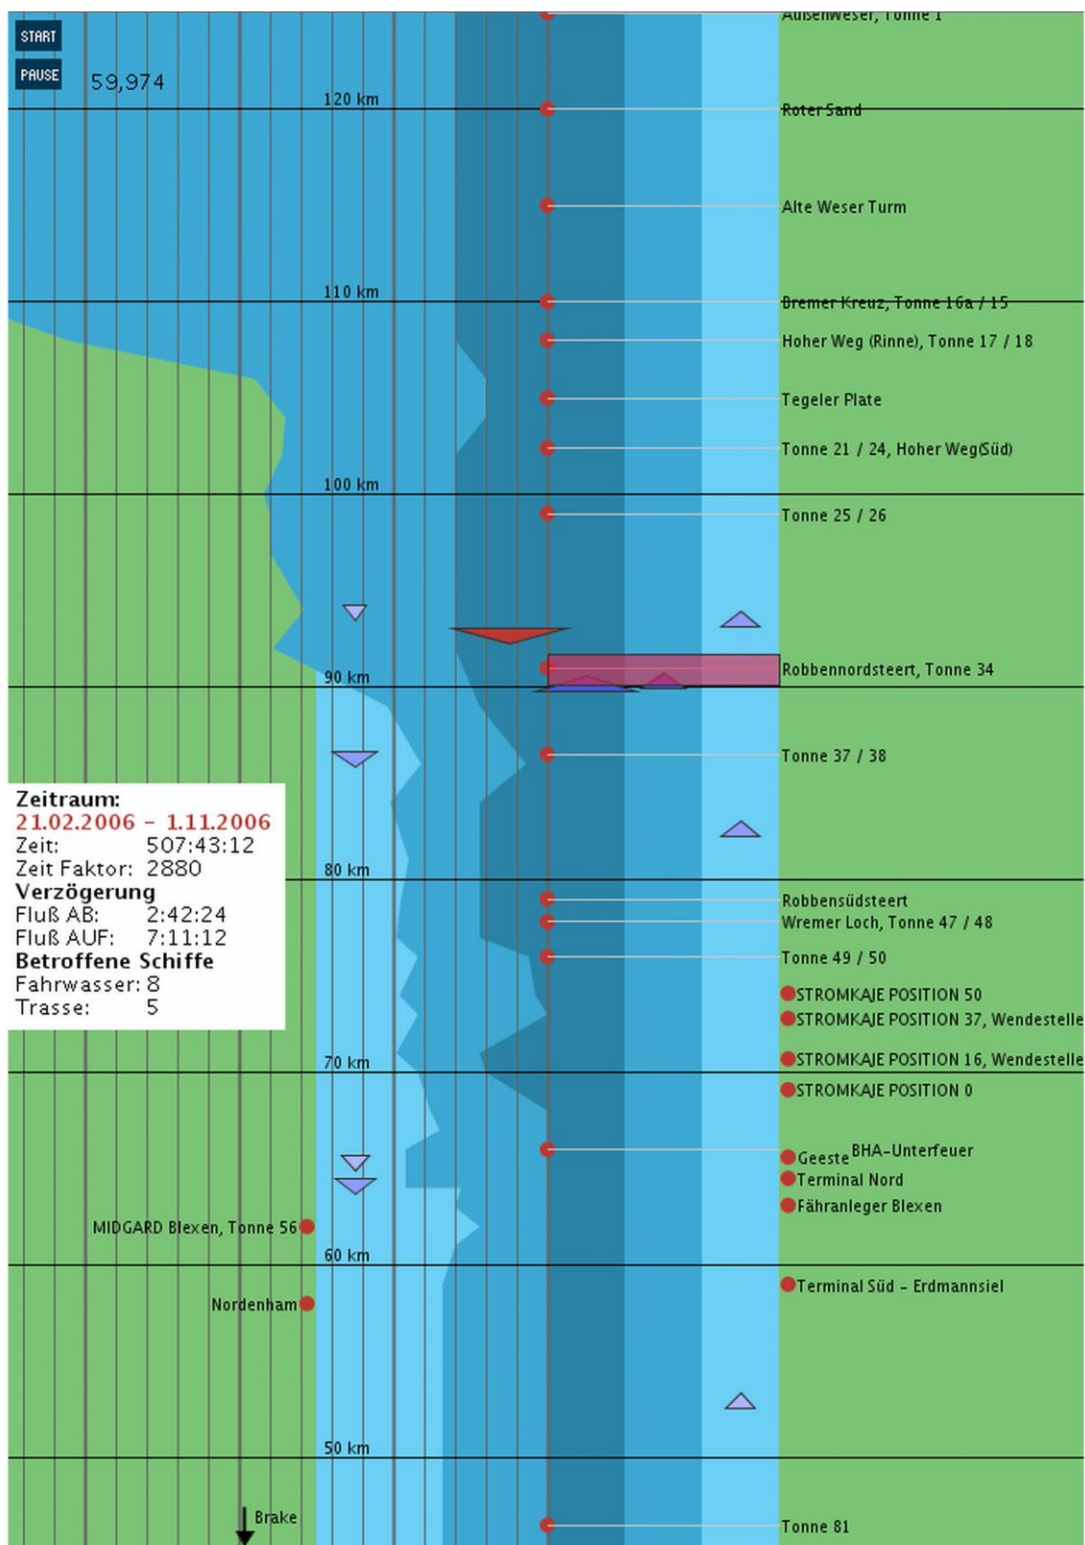 Außenweser, Tonne 1
START
PAUSE
59,974
120 km
Roter Sand
Alte Weser Turm
110 km
Bremer Kreuz, Tonne 16a / 15
Hoher Weg (Rinne), Tonne 17 / 18
Tegeler Plate
Tonne 21 / 24, Hoher Weg(Süd)
100 km
Tonne 25 / 26
Robbennordsteert, Tonne 34
90 km
Tonne 37 / 38
Zeitraum:
21.02.2006 - 1.11.2006
Zeit: 507:43:12
Zeit Faktor: 2880
Verzögerung
Fluß AB: 2:42:24
Fluß AUF: 7:11:12
Betroffene Schiffe
Fahrwasser: 8
Trasse: 5
80 km
Robbensüdsteert
Wremer Loch, Tonne 47 / 48
Tonne 49 / 50
STROMKAJE POSITION 50
STROMKAJE POSITION 37, Wendestelle
STROMKAJE POSITION 16, Wendestelle
70 km
STROMKAJE POSITION 0
BHA-Unterfeuer
Geeste
Terminal Nord
Fähranleger Blexen
MIDGARD Blexen, Tonne 56
60 km
Terminal Süd - Erdmannsiel
Nordenham
50 km
Brake
Tonne 81